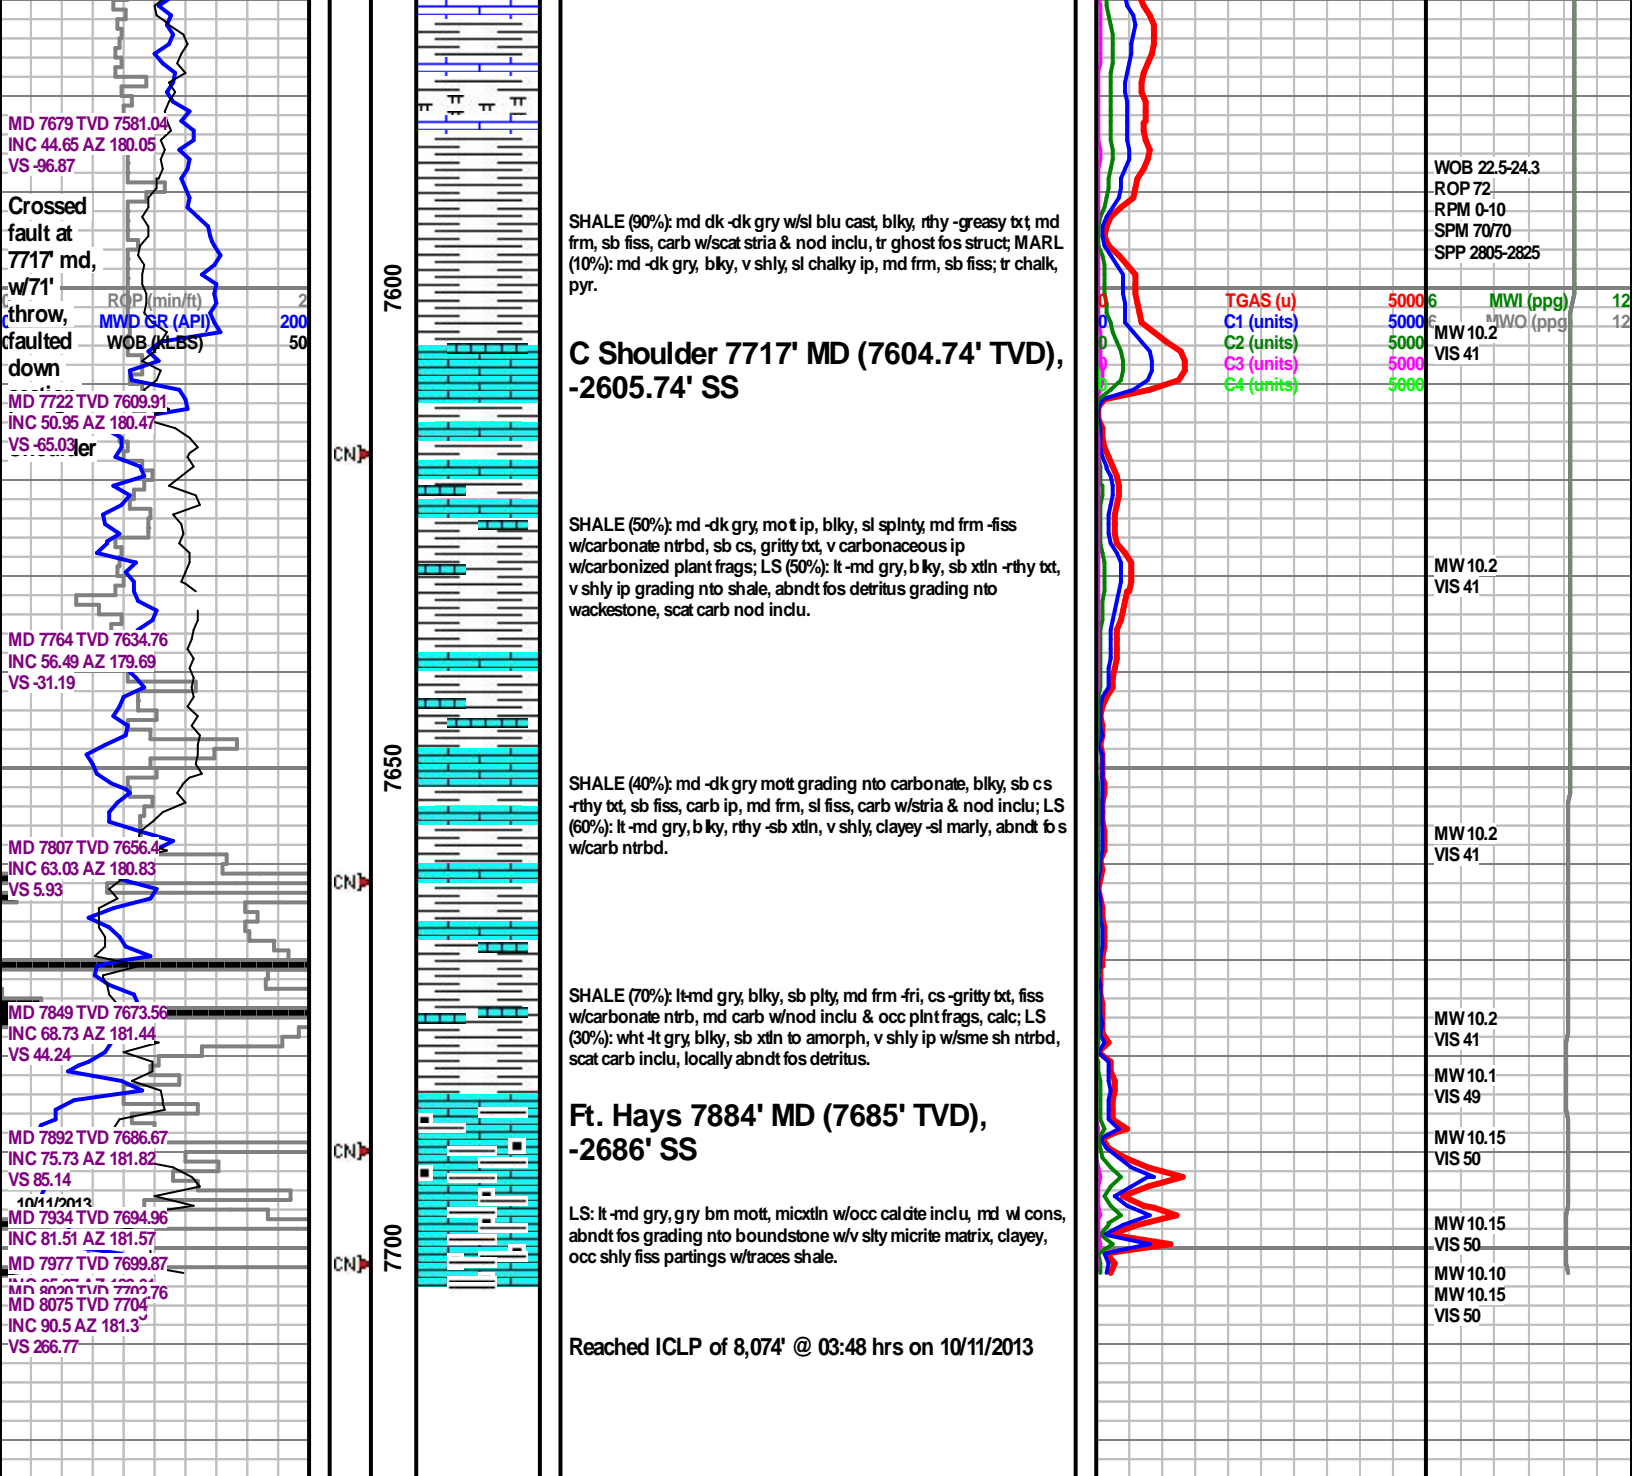 MD 7679 TVD 7581.04
INC 44.65 AZ 180.05
VS -96.87
Crossed
fault at
7717' md,
w/71'
throw,
faulted
down
ROP (min/ft) 2
MWD GR (API) 200
WOB (KLBS) 50
MD 7722 TVD 7609.91
INC 50.95 AZ 180.47
VS -65.03
MD 7764 TVD 7634.76
INC 56.49 AZ 179.69
VS -31.19
MD 7807 TVD 7656.4
INC 63.03 AZ 180.83
VS 5.93
MD 7849 TVD 7673.56
INC 68.73 AZ 181.44
VS 44.24
MD 7892 TVD 7686.67
INC 75.73 AZ 181.82
VS 85.14
10/11/2013
MD 7934 TVD 7694.96
INC 81.51 AZ 181.57
MD 7977 TVD 7699.87
MD 8075 TVD 7704
INC 90.5 AZ 181.3
VS 266.77
CN]
CN]
CN]
CN]
7600
7650
7700
SHALE (90%): md dk -dk gry w/sl blu cast, blky, rthy -greasy txt, md
frm, sb fiss, carb w/scat stria & nod inclu, tr ghost fos struct; MARL
(10%): md -dk gry, blky, v shly, sl chalky ip, md frm, sb fiss; tr chalk,
pyr.
C Shoulder 7717' MD (7604.74' TVD),
-2605.74' SS
SHALE (50%): md -dk gry, mott ip, blky, sl splnty, md frm -fiss
w/carbonate ntrbd, sb cs, gritty txt, v carbonaceous ip
w/carbonized plant frags; LS (50%): lt -md gry, blky, sb xtln -rthy txt,
v shly ip grading nto shale, abndt fos detritus grading nto
wackestone, scat carb nod inclu.
SHALE (40%): md -dk gry mott grading nto carbonate, blky, sb cs
-rthy txt, sb fiss, carb ip, md frm, sl fiss, carb w/stria & nod inclu; LS
(60%): lt -md gry, blky, rthy -sb xtln, v shly, clayey -sl marly, abndt fos
w/carb ntrbd.
SHALE (70%): lt-md gry, blky, sb plty, md frm -fri, cs -gritty txt, fiss
w/carbonate ntrb, md carb w/nod inclu & occ plnt frags, calc; LS
(30%): wht -lt gry, blky, sb xtln to amorph, v shly ip w/sme sh ntrbd,
scat carb inclu, locally abndt fos detritus.
Ft. Hays 7884' MD (7685' TVD),
-2686' SS
LS: lt -md gry, gry brn mott, micxtln w/occ calcite inclu, md wl cons,
abndt fos grading nto boundstone w/v slty micrite matrix, clayey,
occ shly fiss partings w/traces shale.
Reached ICLP of 8,074' @ 03:48 hrs on 10/11/2013
0 TGAS (u) 5000
0 C1 (units) 5000
0 C2 (units) 5000
0 C3 (units) 5000
0 C4 (units) 5000
WOB 22.5-24.3
ROP 72
RPM 0-10
SPM 70/70
SPP 2805-2825
6 MWI (ppg) 12
6 MWO (ppg 12
MW 10.2
VIS 41
MW 10.2
VIS 41
MW 10.2
VIS 41
MW 10.2
VIS 41
MW 10.1
VIS 49
MW 10.15
VIS 50
MW 10.15
VIS 50
MW 10.10
MW 10.15
VIS 50